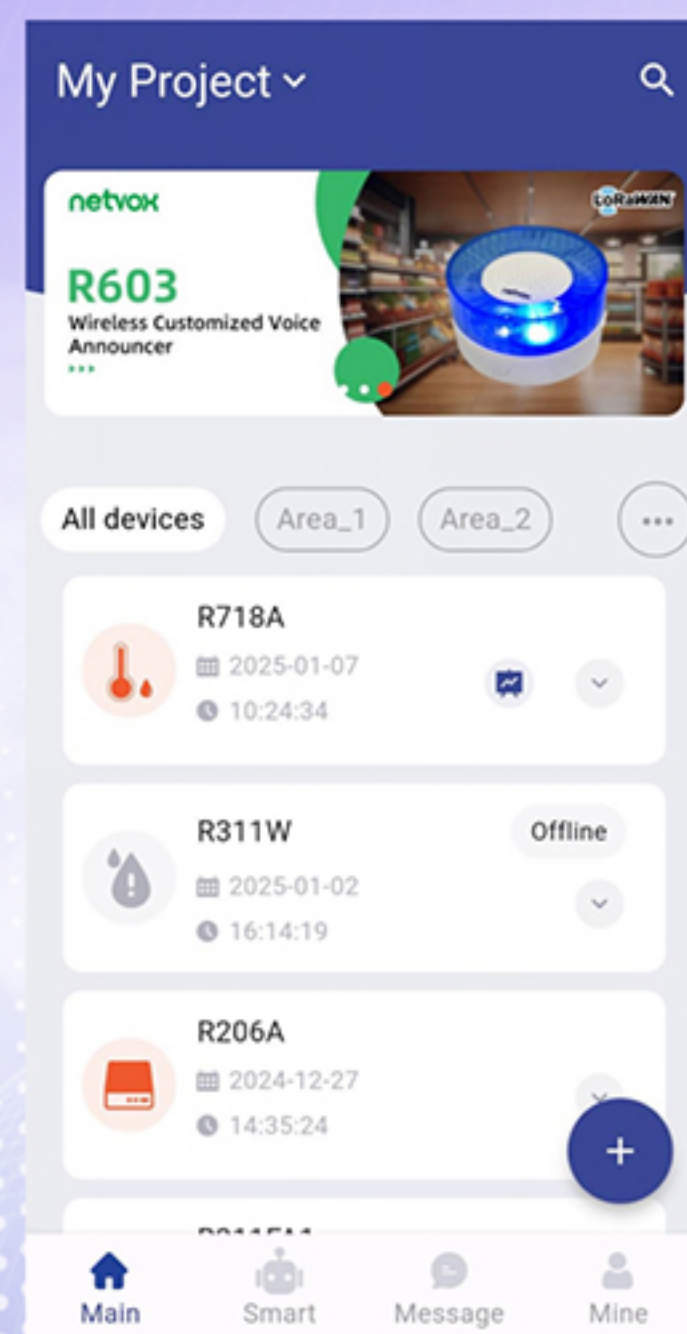 My Project
netvox
LoRaWAN
R603
Wireless Customized Voice
Announcer
All devices
Area_1
Area_2
R718A
2025-01-07
10:24:34
R311W
Offline
2025-01-02
16:14:19
R206A
2024-12-27
14:35:24
Main
Smart
Message
Mine